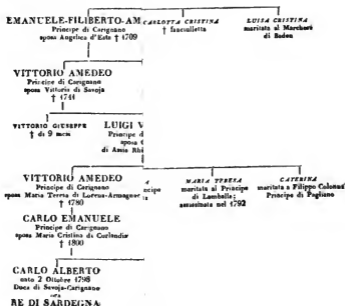 EMANUELE-FILIBERTO-AM
Principe di Carignano
sposa Angelica d'Este † 1709
CARLOTTA CRISTINA
† fanciulletta
LUISA CRISTINA
maritata al Marchese
di Baden
VITTORIO AMEDEO
Principe di Carignano
sposa Vittoria di Savoja
† 1741
VITTORIO GIUSEPPE
† di 9 mesi
LUIGI V
Principe d
sposa
di Assia Rhi
VITTORIO AMEDEO
Principe di Carignano
sposa Maria Teresa di Lorena-Armagnac
† 1780
a
ncipe
MARIA TERESA
maritata al Principe
di Lamballe;
assassinata nel 1792
CATERINA
maritata a Filippo Colonna
Principe di Pagliano
CARLO EMANUELE
Principe di Carignano
sposa Maria Cristina di Curlandia
† 1800
CARLO ALBERTO
nato 2 Ottobre 1798
Duca di Savoja-Carignano
RE DI SARDEGNA